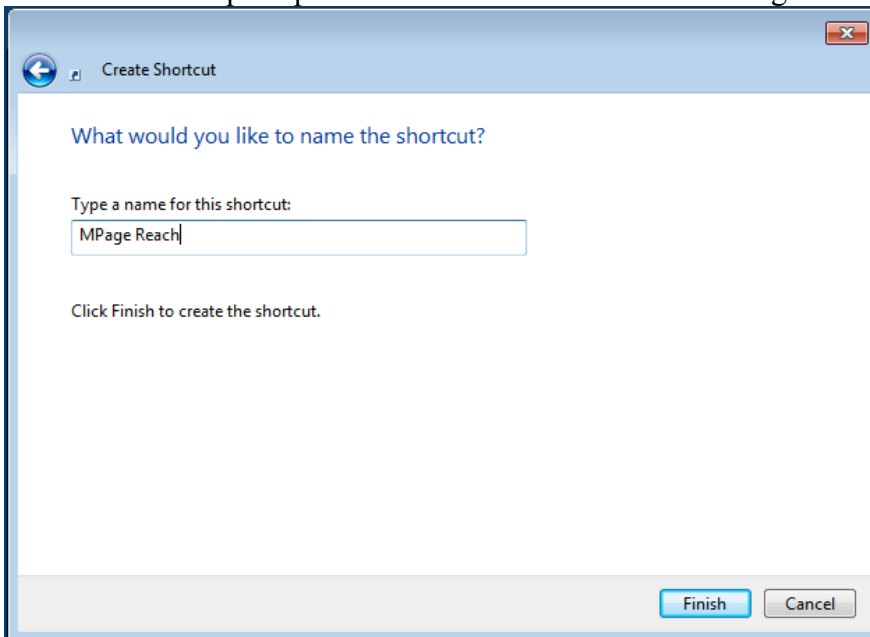 Create Shortcut
What would you like to name the shortcut?
Type a name for this shortcut:
MPage Reach
Click Finish to create the shortcut.
Finish Cancel